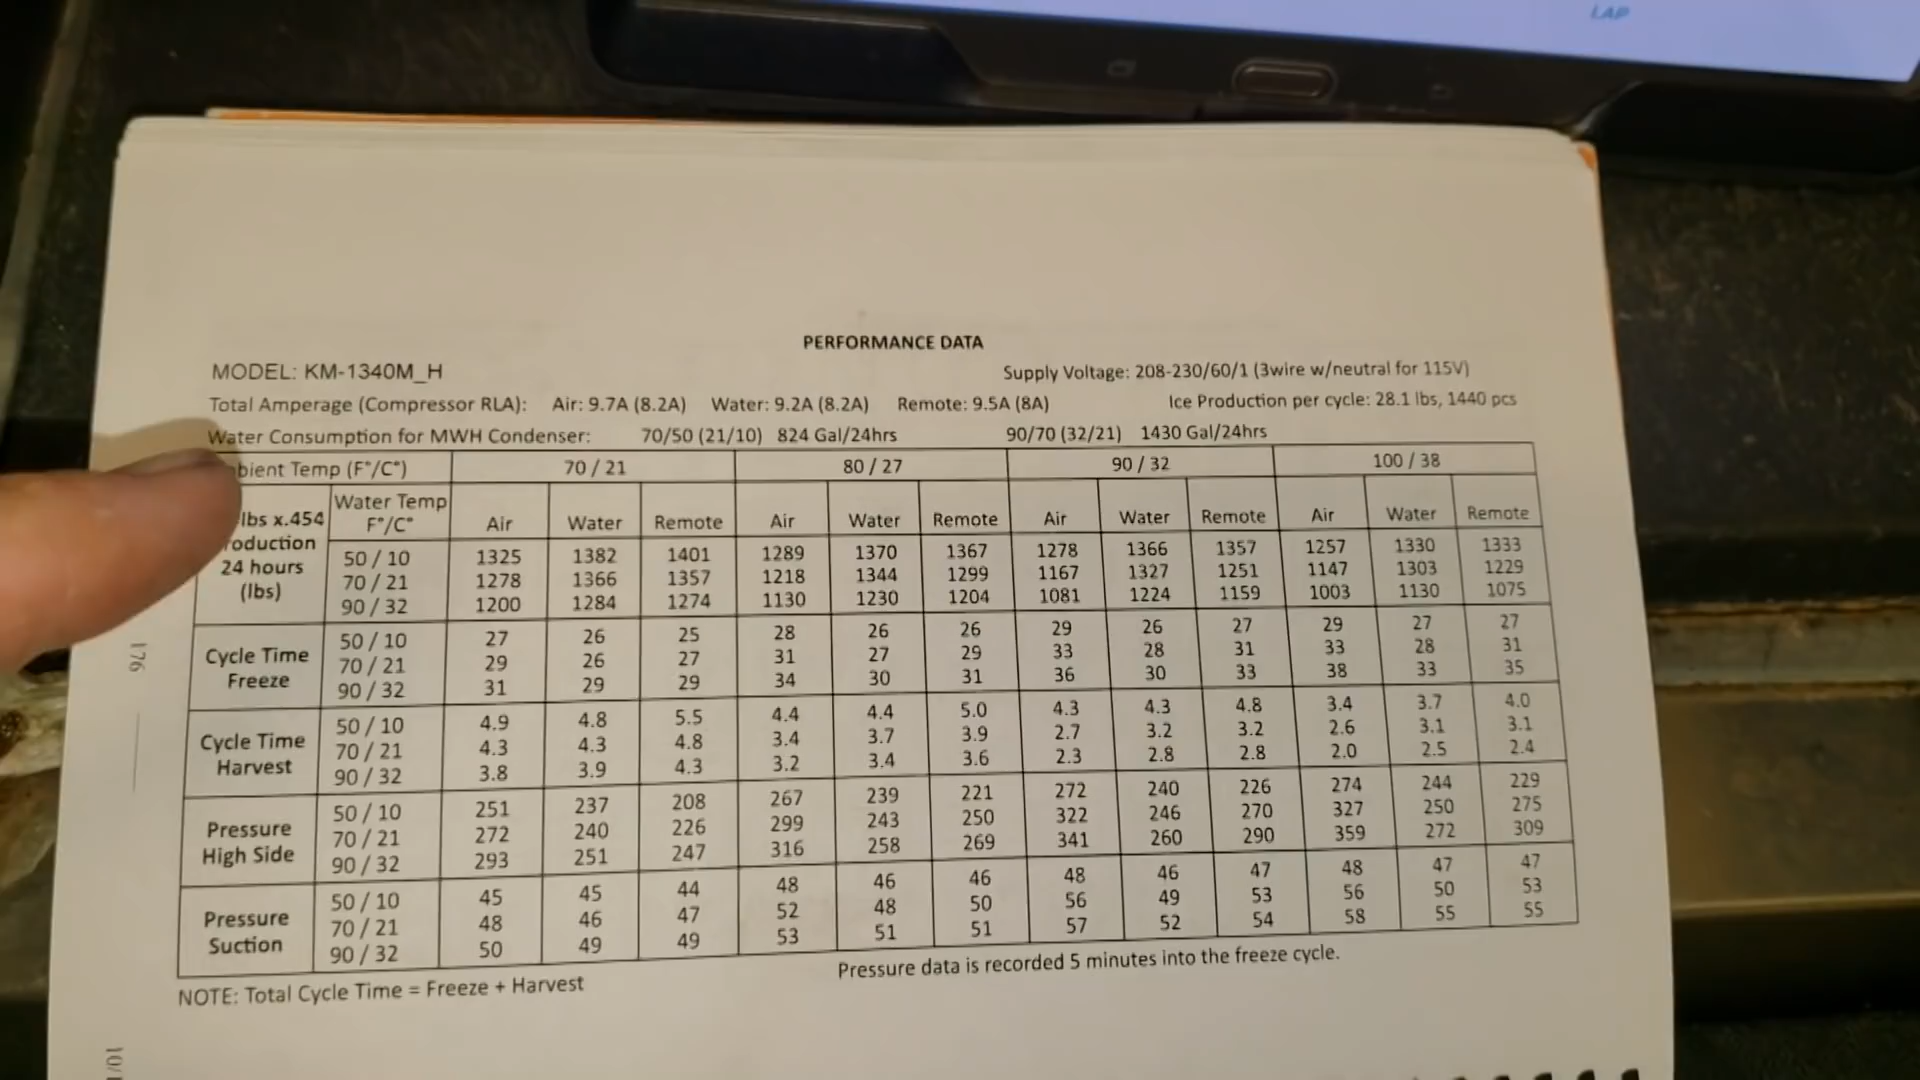 LAP
PERFORMANCE DATA
MODEL: KM-1340M_H Supply Voltage: 208-230/60/1 (3wire w/neutral for 115V)
Total Amperage (Compressor RLA): Air: 9.7A (8.2A) Water: 9.2A (8.2A) Remote: 9.5A (8A) Ice Production per cycle: 28.1 lbs, 1440 pcs
Water Consumption for MWH Condenser: 70/50 (21/10) 824 Gal/24hrs 90/70 (32/21) 1430 Gal/24hrs
bient Temp (F°/C°) 70 / 21 80 / 27 90 / 32 100 / 38
lbs x.454 roduction 24 hours (lbs) Water Temp F°/C° Air Water Remote Air Water Remote Air Water Remote Air Water Remote
50 / 10 1325 1382 1401 1289 1370 1367 1278 1366 1357 1257 1330 1333
70 / 21 1278 1366 1357 1218 1344 1299 1167 1327 1251 1147 1303 1229
90 / 32 1200 1284 1274 1130 1230 1204 1081 1224 1159 1003 1130 1075
Cycle Time Freeze 50 / 10 27 26 25 28 26 26 29 26 27 29 27 27
70 / 21 29 26 27 31 27 29 33 28 31 33 28 31
90 / 32 31 29 29 34 30 31 36 30 33 38 33 35
Cycle Time Harvest 50 / 10 4.9 4.8 5.5 4.4 4.4 5.0 4.3 4.3 4.8 3.4 3.7 4.0
70 / 21 4.3 4.3 4.8 3.4 3.7 3.9 2.7 3.2 3.2 2.6 3.1 3.1
90 / 32 3.8 3.9 4.3 3.2 3.4 3.6 2.3 2.8 2.8 2.0 2.5 2.4
Pressure High Side 50 / 10 251 237 208 267 239 221 272 240 226 274 244 229
70 / 21 272 240 226 299 243 250 322 246 270 327 250 275
90 / 32 293 251 247 316 258 269 341 260 290 359 272 309
Pressure Suction 50 / 10 45 45 44 48 46 46 48 46 47 48 47 47
70 / 21 48 46 47 52 48 50 56 49 53 56 50 53
90 / 32 50 49 49 53 51 51 57 52 54 58 55 55
NOTE: Total Cycle Time = Freeze + Harvest Pressure data is recorded 5 minutes into the freeze cycle.
176
10/